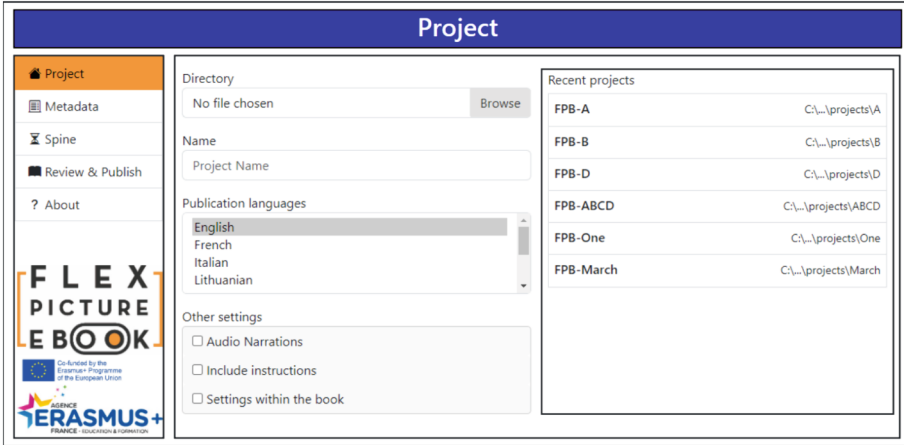 Project
Project
Metadata
Spine
Review & Publish
? About
FLEX
PICTURE
EBOOK
Co-funded by the
Erasmus+ Programme
of the European Union
AGENCE
ERASMUS+
FRANCE - EDUCATION & FORMATION
Directory
No file chosen Browse
Name
Project Name
Publication languages
English
French
Italian
Lithuanian
Other settings
Audio Narrations
Include instructions
Settings within the book
Recent projects
FPB-A C:\...\projects\A
FPB-B C:\...\projects\B
FPB-D C:\...\projects\D
FPB-ABCD C:\...\projects\ABCD
FPB-One C:\...\projects\One
FPB-March C:\...\projects\March